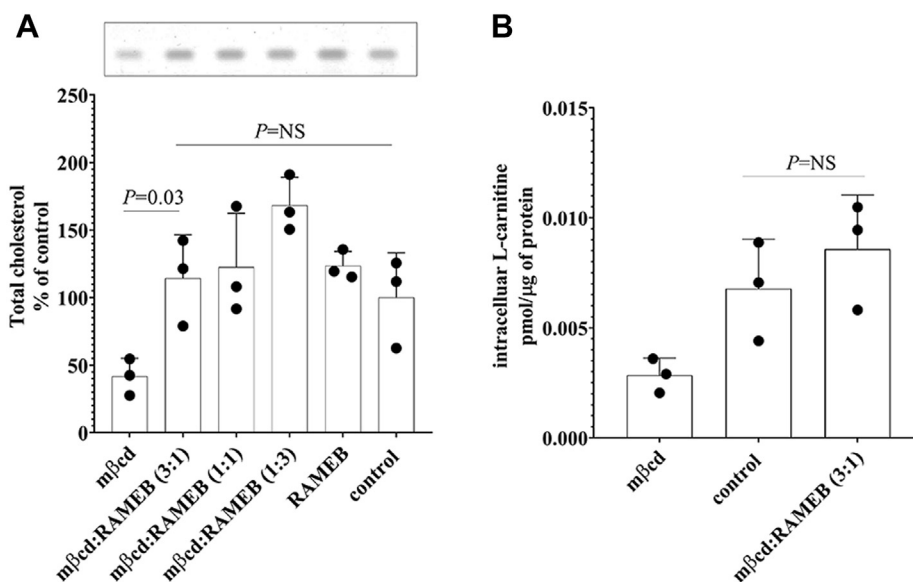 A
B
250
200
150
100
50
0
Total cholesterol
% of control
P=NS
P=0.03
mβcd
mβcd:RAMEB (3:1)
mβcd:RAMEB (1:1)
mβcd:RAMEB (1:3)
RAMEB
control
0.015
0.010
0.005
0.000
intracelluar L-carnitine
pmol/μg of protein
P=NS
mβcd
control
mβcd:RAMEB (3:1)